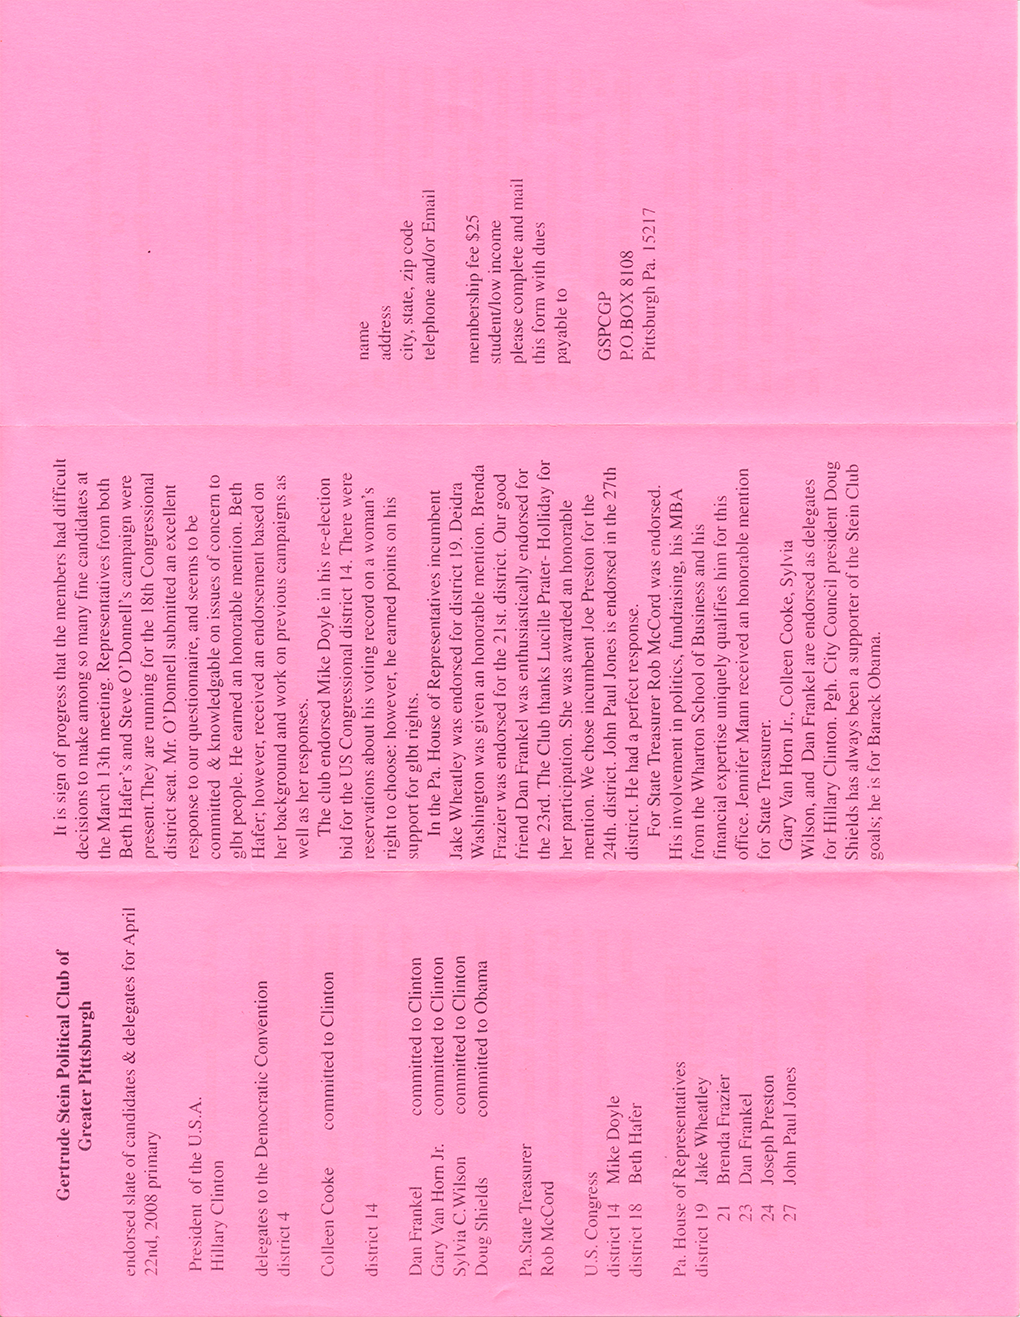 Gertrude Stein Political Club of
Greater Pittsburgh
endorsed slate of candidates & delegates for April
22nd, 2008 primary
President of the U.S.A.
Hillary Clinton
delegates to the Democratic Convention
district 4
Colleen Cooke committed to Clinton
district 14
Dan Frankel committed to Clinton
Gary Van Horn Jr. committed to Clinton
Sylvia C.Wilson committed to Clinton
Doug Shields committed to Obama
Pa.State Treasurer
Rob McCord
U.S. Congress
district 14 Mike Doyle
district 18 Beth Hafer
Pa. House of Representatives
district 19 Jake Wheatley
21 Brenda Frazier
23 Dan Frankel
24 Joseph Preston
27 John Paul Jones
It is sign of progress that the members had difficult
decisions to make among so many fine candidates at
the March 13th meeting. Representatives from both
Beth Hafer's and Steve O'Donnell's campaign were
present.They are running for the 18th Congressional
district seat. Mr. O'Donnell submitted an excellent
response to our questionnaire, and seems to be
committed & knowledgable on issues of concern to
glbt people. He earned an honorable mention. Beth
Hafer; however, received an endorsement based on
her background and work on previous campaigns as
well as her responses.
The club endorsed Mike Doyle in his re-election
bid for the US Congressional district 14. There were
reservations about his voting record on a woman's
right to choose: however, he earned points on his
support for glbt rights.
In the Pa. House of Representatives incumbent
Jake Wheatley was endorsed for district 19. Deidra
Washington was given an honorable mention. Brenda
Frazier was endorsed for the 21st. district. Our good
friend Dan Frankel was enthusiastically endorsed for
the 23rd. The Club thanks Lucille Prater- Holliday for
her participation. She was awarded an honorable
mention. We chose incumbent Joe Preston for the
24th. district. John Paul Jones is endorsed in the 27th
district. He had a perfect response.
For State Treasurer Rob McCord was endorsed.
His involvement in politics, fundraising, his MBA
from the Wharton School of Business and his
financial expertise uniquely qualifies him for this
office. Jennifer Mann received an honorable mention
for State Treasurer.
Gary Van Horn Jr., Colleen Cooke, Sylvia
Wilson, and Dan Frankel are endorsed as delegates
for Hillary Clinton. Pgh. City Council president Doug
Shields has always been a supporter of the Stein Club
goals; he is for Barack Obama.
name
address
city, state, zip code
telephone and/or Email
membership fee $25
student/low income
please complete and mail
this form with dues
payable to
GSPCGP
P.O.BOX 8108
Pittsburgh Pa. 15217